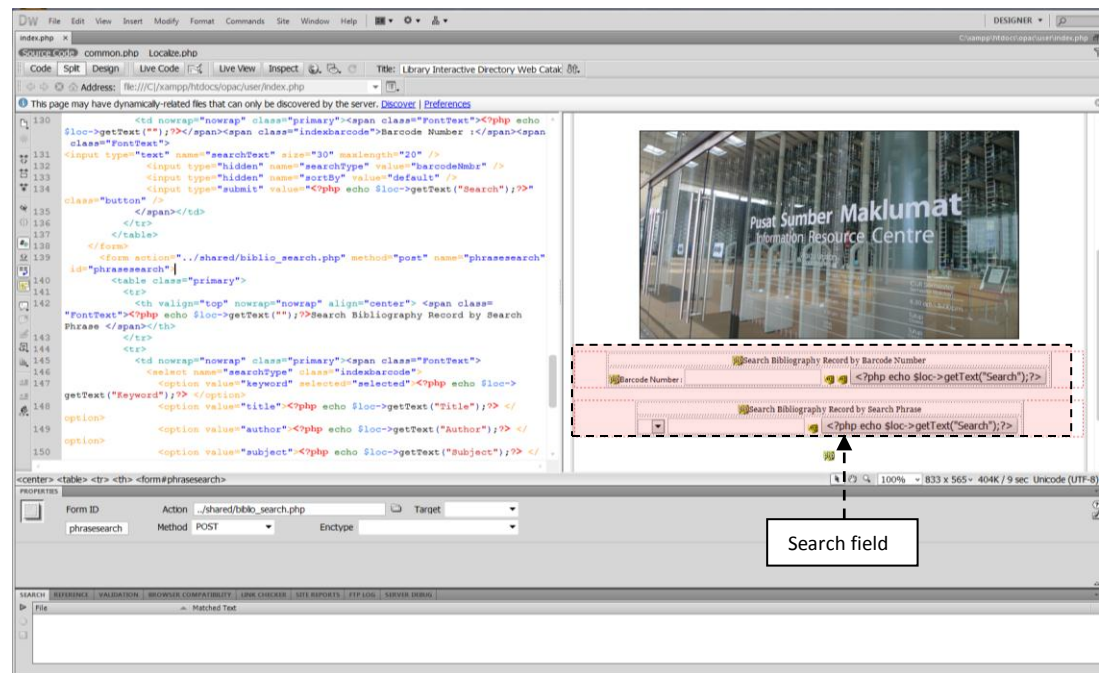 DW File Edit View Insert Modify Format Commands Site Window Help DESIGNER
index.php × C:\xampp\htdocs\opac\user\index.php
Source Code common.php Localize.php
Code Split Design Live Code Live View Inspect Title: Library Interactive Directory Web Catak
Address: file:///C|/xampp/htdocs/opac/user/index.php
This page may have dynamically-related files that can only be discovered by the server. Discover | Preferences
130 <td nowrap="nowrap" class="primary"><span class="FontText"><?php echo
$loc->getText("");?></span><span class="indexbarcode">Barcode Number :</span><span
class="FontText">
131 <input type="text" name="searchText" size="30" maxlength="20" />
132 <input type="hidden" name="searchType" value="barcodeNmbr" />
133 <input type="hidden" name="sortBy" value="default" />
134 <input type="submit" value="<?php echo $loc->getText("Search");?>"
class="button" />
135 </span></td>
136 </tr>
137 </table>
138 </form>
139 <form action="../shared/biblio_search.php" method="post" name="phrasesearch"
id="phrasesearch">
140 <table class="primary">
141 <tr>
142 <th valign="top" nowrap="nowrap" align="center"> <span class=
"FontText"><?php echo $loc->getText("");?>Search Bibliography Record by Search
Phrase </span></th>
143 </tr>
144 <tr>
145 <td nowrap="nowrap" class="primary"><span class="FontText">
146 <select name="searchType" class="indexbarcode">
147 <option value="keyword" selected="selected"><?php echo $loc->
getText("Keyword");?> </option>
148 <option value="title"><?php echo $loc->getText("Title");?> </
option>
149 <option value="author"><?php echo $loc->getText("Author");?> </
option>
150 <option value="subject"><?php echo $loc->getText("Subject");?> </
Pusat Sumber Maklumat
Information Resource Centre
Search Bibliography Record by Barcode Number
Barcode Number : <?php echo $loc->getText("Search");?>
Search Bibliography Record by Search Phrase
<?php echo $loc->getText("Search");?>
<center> <table> <tr> <th> <form#phrasesearch> 100% 833 x 565 404K / 9 sec Unicode (UTF-8)
PROPERTIES
Form ID Action ../shared/biblio_search.php Target
phrasesearch Method POST Enctype
Search field
SEARCH REFERENCE VALIDATION BROWSER COMPATIBILITY LINK CHECKER SITE REPORTS FTP LOG SERVER DEBUG
File Matched Text